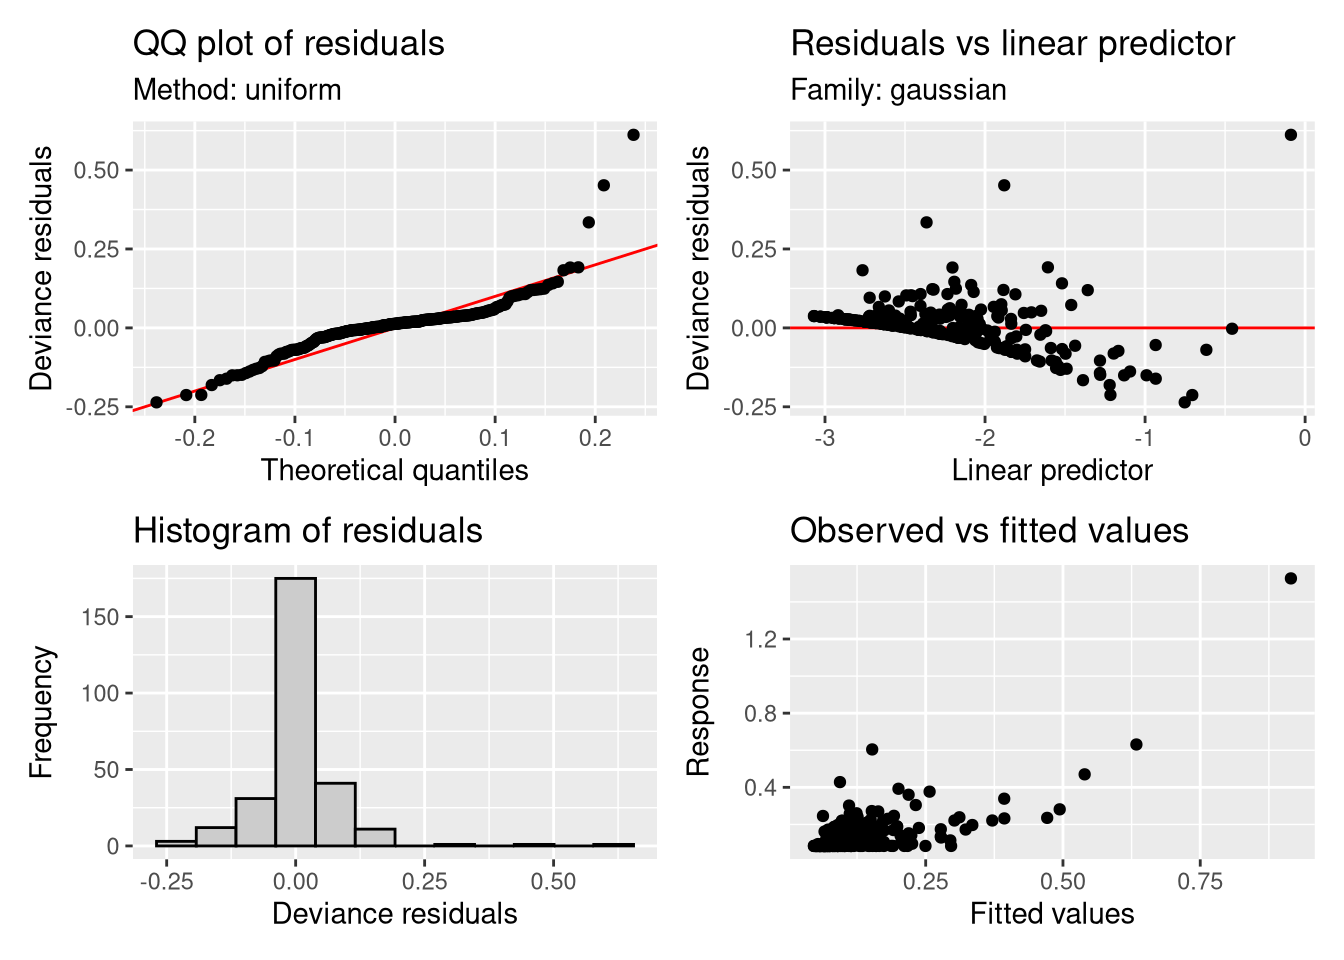 QQ plot of residuals
Method: uniform
Deviance residuals
0.50
0.25
0.00
-0.25
-0.2 -0.1 0.0 0.1 0.2
Theoretical quantiles
Residuals vs linear predictor
Family: gaussian
Deviance residuals
0.50
0.25
0.00
-0.25
-3 -2 -1 0
Linear predictor
Histogram of residuals
Frequency
150
100
50
0
-0.25 0.00 0.25 0.50
Deviance residuals
Observed vs fitted values
Response
1.2
0.8
0.4
0.25 0.50 0.75
Fitted values